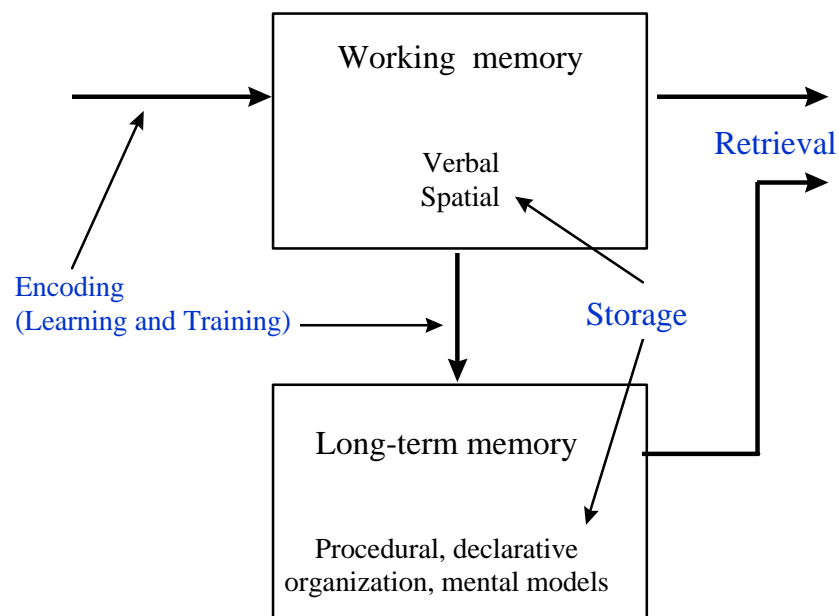 Working memory
Retrieval
Verbal
Spatial
Encoding
(Learning and Training)
Storage
Long-term memory
Procedural, declarative
organization, mental models